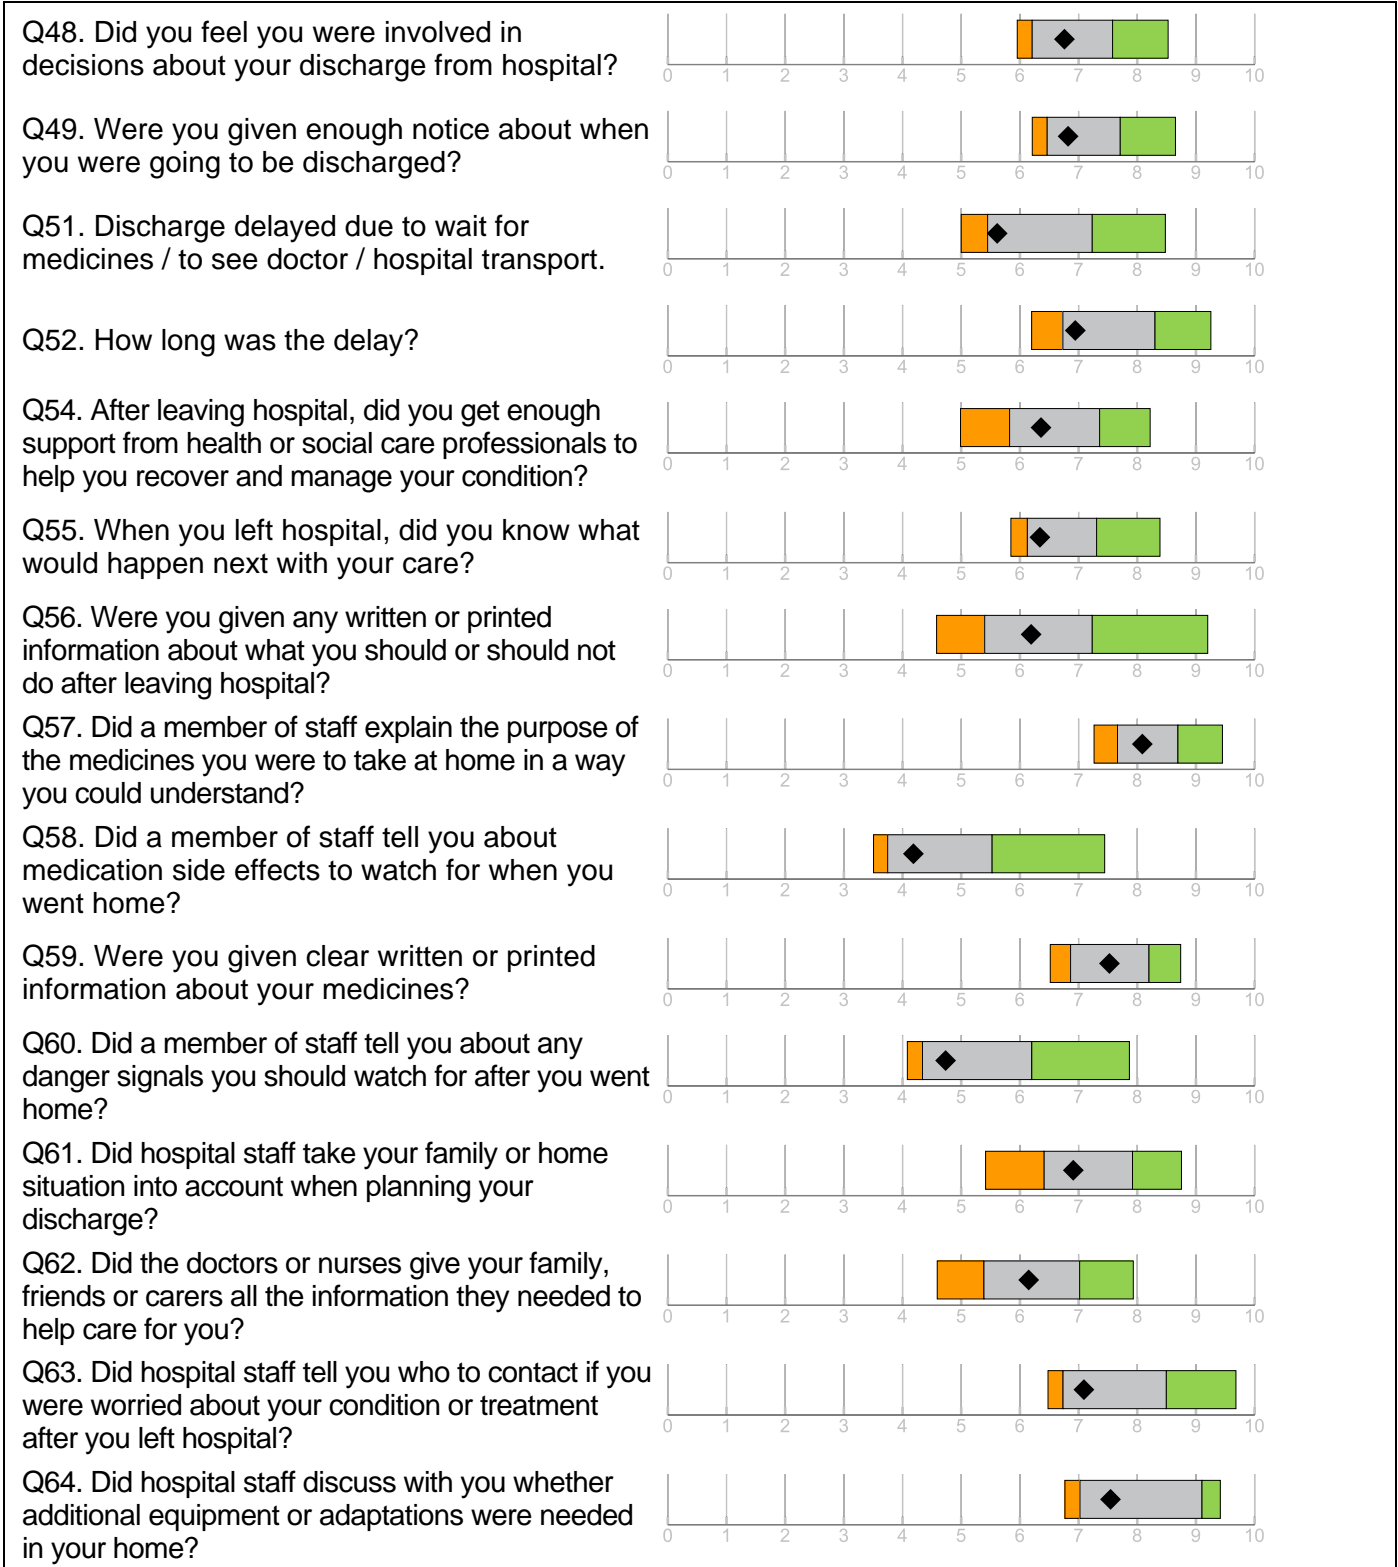 Q48. Did you feel you were involved in
decisions about your discharge from hospital?
0 1 2 3 4 5 6 7 8 9 10
Q49. Were you given enough notice about when
you were going to be discharged?
0 1 2 3 4 5 6 7 8 9 10
Q51. Discharge delayed due to wait for
medicines / to see doctor / hospital transport.
0 1 2 3 4 5 6 7 8 9 10
Q52. How long was the delay?
0 1 2 3 4 5 6 7 8 9 10
Q54. After leaving hospital, did you get enough
support from health or social care professionals to
help you recover and manage your condition?
0 1 2 3 4 5 6 7 8 9 10
Q55. When you left hospital, did you know what
would happen next with your care?
0 1 2 3 4 5 6 7 8 9 10
Q56. Were you given any written or printed
information about what you should or should not
do after leaving hospital?
0 1 2 3 4 5 6 7 8 9 10
Q57. Did a member of staff explain the purpose of
the medicines you were to take at home in a way
you could understand?
0 1 2 3 4 5 6 7 8 9 10
Q58. Did a member of staff tell you about
medication side effects to watch for when you
went home?
0 1 2 3 4 5 6 7 8 9 10
Q59. Were you given clear written or printed
information about your medicines?
0 1 2 3 4 5 6 7 8 9 10
Q60. Did a member of staff tell you about any
danger signals you should watch for after you went
home?
0 1 2 3 4 5 6 7 8 9 10
Q61. Did hospital staff take your family or home
situation into account when planning your
discharge?
0 1 2 3 4 5 6 7 8 9 10
Q62. Did the doctors or nurses give your family,
friends or carers all the information they needed to
help care for you?
0 1 2 3 4 5 6 7 8 9 10
Q63. Did hospital staff tell you who to contact if you
were worried about your condition or treatment
after you left hospital?
0 1 2 3 4 5 6 7 8 9 10
Q64. Did hospital staff discuss with you whether
additional equipment or adaptations were needed
in your home?
0 1 2 3 4 5 6 7 8 9 10